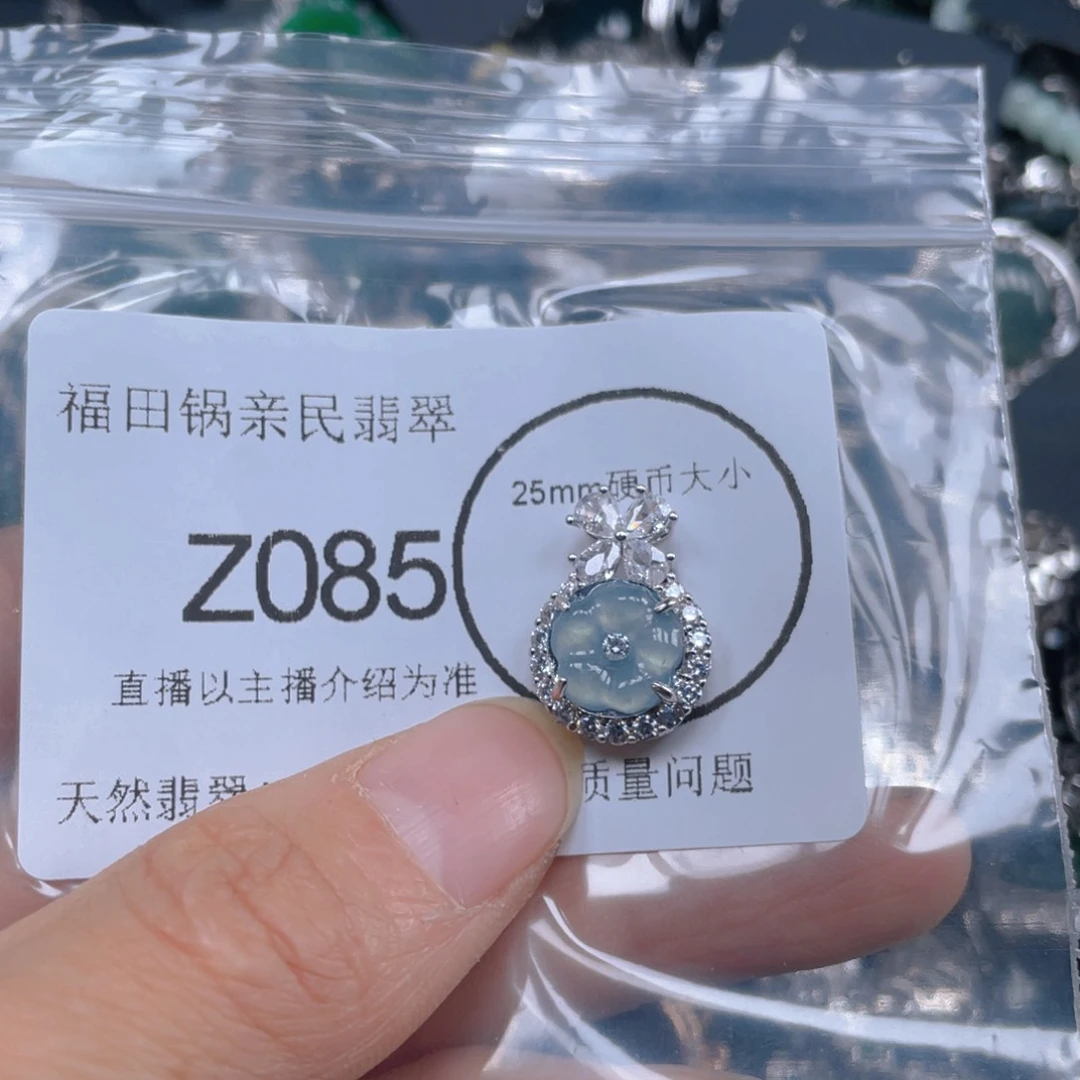 福田锅亲民翡翠
25mm硬币大小
Z085
直播以主播介绍为准
天然翡翠 质量问题